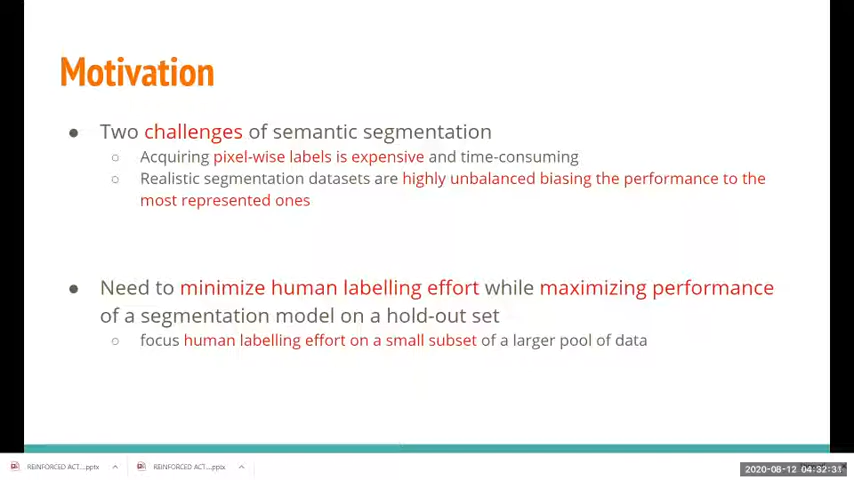 Motivation
● Two challenges of semantic segmentation
○ Acquiring pixel-wise labels is expensive and time-consuming
○ Realistic segmentation datasets are highly unbalanced biasing the performance to the
most represented ones
● Need to minimize human labelling effort while maximizing performance
of a segmentation model on a hold-out set
○ focus human labelling effort on a small subset of a larger pool of data
REINFORCED ACT....pptx
REINFORCED ACT....pptx
2020-08-12 04:32:31